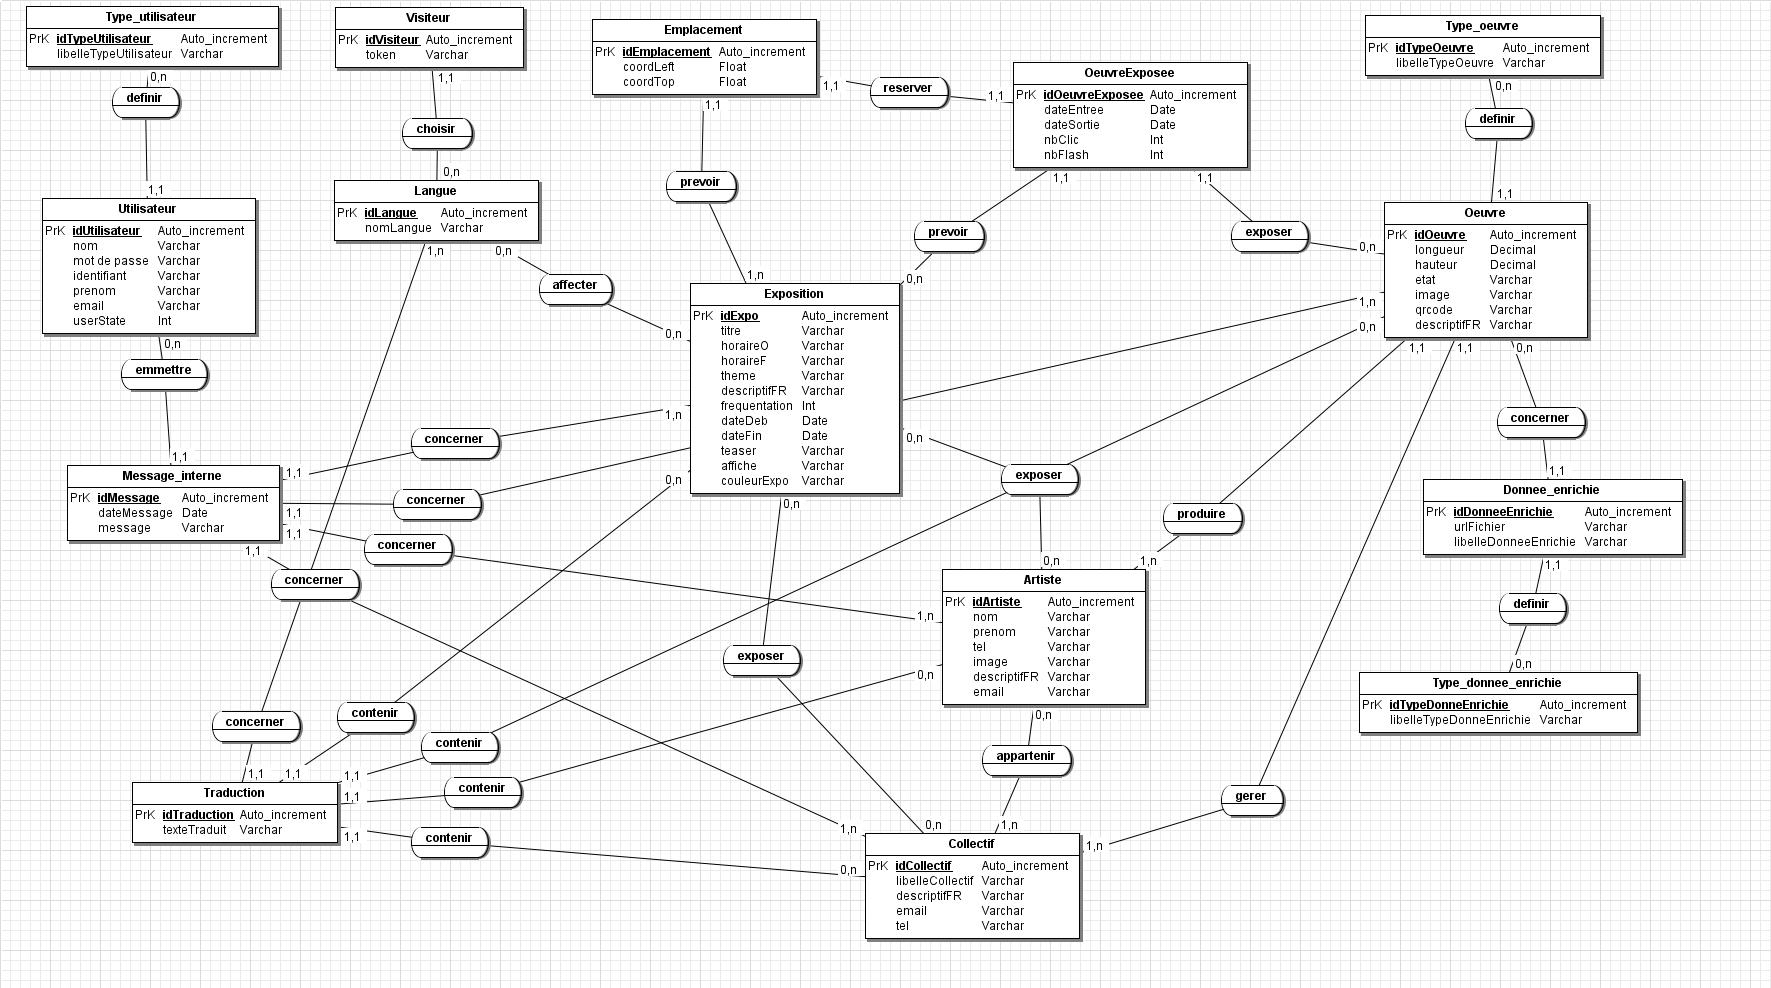 Type_utilisateur
PrK idTypeUtilisateur Auto_increment
libelleTypeUtilisateur Varchar
0,n
definir
1,1
Utilisateur
PrK idUtilisateur Auto_increment
nom Varchar
mot de passe Varchar
identifiant Varchar
prenom Varchar
email Varchar
userState Int
0,n
emmettre
1,1
Message_interne
PrK idMessage Auto_increment
dateMessage Date
message Varchar
1,1
1,1
1,1
1,1
concerner
concerner
concerner
concerner
Visiteur
PrK idVisiteur Auto_increment
token Varchar
1,1
choisir
0,n
Langue
PrK idLangue Auto_increment
nomLangue Varchar
1,n
0,n
affecter
0,n
Emplacement
PrK idEmplacement Auto_increment
coordLeft Float
coordTop Float
1,1
reserver
1,1
1,1
prevoir
1,n
OeuvreExposee
PrK idOeuvreExposee Auto_increment
dateEntree Date
dateSortie Date
nbClic Int
nbFlash Int
1,1
prevoir
0,n
1,1
exposer
0,n
Type_oeuvre
PrK idTypeOeuvre Auto_increment
libelleTypeOeuvre Varchar
0,n
definir
1,1
Oeuvre
PrK idOeuvre Auto_increment
longueur Decimal
hauteur Decimal
etat Varchar
image Varchar
qrcode Varchar
descriptifFR Varchar
1,n
0,n
1,1
1,1
0,n
Exposition
PrK idExpo Auto_increment
titre Varchar
horaireO Varchar
horaireF Varchar
theme Varchar
descriptifFR Varchar
frequentation Int
dateDeb Date
dateFin Date
teaser Varchar
affiche Varchar
couleurExpo Varchar
1,n
0,n
0,n
0,n
exposer
0,n
produire
1,n
concerner
1,1
Donnee_enrichie
PrK idDonneeEnrichie Auto_increment
urlFichier Varchar
libelleDonneeEnrichie Varchar
1,1
definir
0,n
Type_donnee_enrichie
PrK idTypeDonneEnrichie Auto_increment
libelleTypeDonneEnrichie Varchar
Artiste
PrK idArtiste Auto_increment
nom Varchar
prenom Varchar
tel Varchar
image Varchar
descriptifFR Varchar
email Varchar
1,n
0,n
0,n
appartenir
1,n
exposer
0,n
gerer
1,n
concerner
contenir
contenir
contenir
contenir
1,1
1,1
1,1
1,1
1,1
Traduction
PrK idTraduction Auto_increment
texteTraduit Varchar
1,n
0,n
Collectif
PrK idCollectif Auto_increment
libelleCollectif Varchar
descriptifFR Varchar
email Varchar
tel Varchar